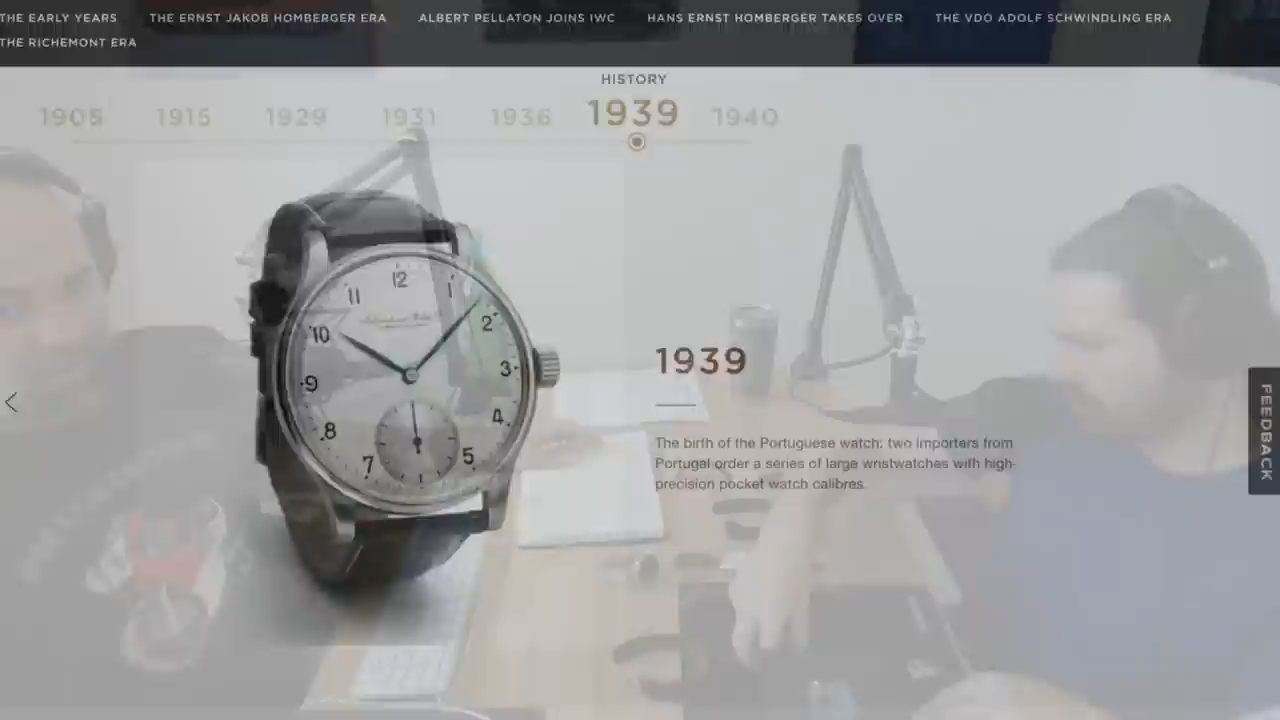 THE EARLY YEARS THE ERNST JAKOB HOMBERGER ERA ALBERT PELLATON JOINS IWC HANS ERNST HOMBERGER TAKES OVER THE VDO ADOLF SCHWINDLING ERA
THE RICHEMONT ERA
HISTORY
1905 1915 1929 1931 1936 1939 1940
12
11 1
10 2
9 3
8 4
7 5
1939
The birth of the Portuguese watch: two importers from
Portugal order a series of large wristwatches with high-
precision pocket watch calibres.
FEEDBACK